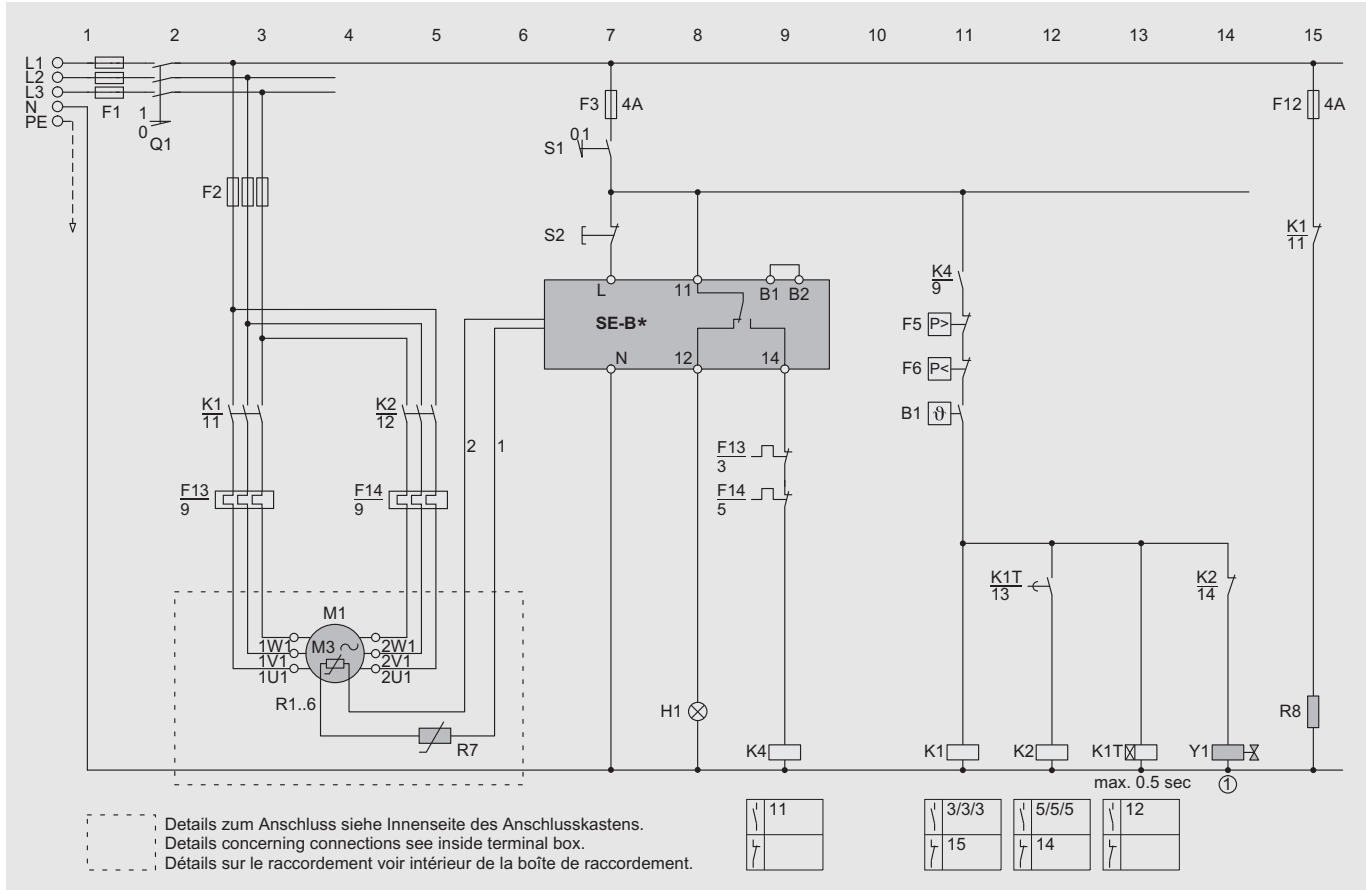 1 2 3 4 5 6 7 8 9 10 11 12 13 14 15
L1
L2
L3
N
PE
F1
1
0
Q1
F3 4A
F12 4A
0 1
S1
F2
S2
K1
11
L 11 B1 B2
SE-B*
N 12 14
K4
9
F5 P>
F6 P<
B1 ϑ
K1
11
K2
12
2 1
F13
3
F14
5
F13
9
F14
9
K1T
13
K2
14
M1
M3
1W1
1V1
1U1
2W1
2V1
2U1
R1..6
R7
H1
R8
K4 K1 K2 K1T Y1
max. 0.5 sec 1
11 3/3/3 5/5/5 12
15 14
Details zum Anschluss siehe Innenseite des Anschlusskastens.
Details concerning connections see inside terminal box.
Détails sur le raccordement voir intérieur de la boîte de raccordement.